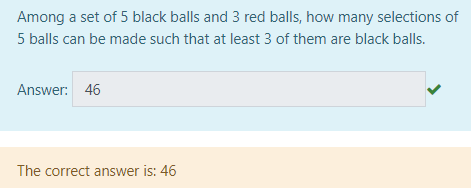 Among a set of 5 black balls and 3 red balls, how many selections of
5 balls can be made such that at least 3 of them are black balls.
Answer: 46
The correct answer is: 46